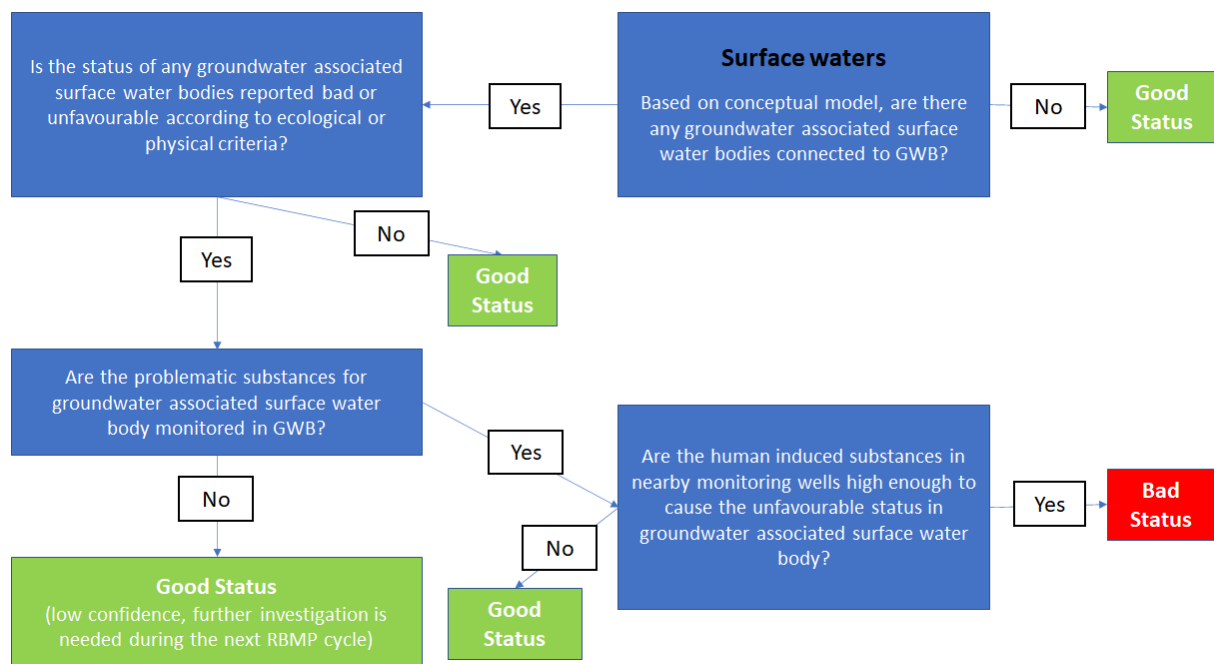 Surface waters
Based on conceptual model, are there
any groundwater associated surface
water bodies connected to GWB?
No
Good
Status
Yes
Is the status of any groundwater associated
surface water bodies reported bad or
unfavourable according to ecological or
physical criteria?
No
Good
Status
Yes
Are the problematic substances for
groundwater associated surface water
body monitored in GWB?
No
Good Status
(low confidence, further investigation is
needed during the next RBMP cycle)
Yes
Are the human induced substances in
nearby monitoring wells high enough to
cause the unfavourable status in
groundwater associated surface water
body?
No
Good
Status
Yes
Bad
Status